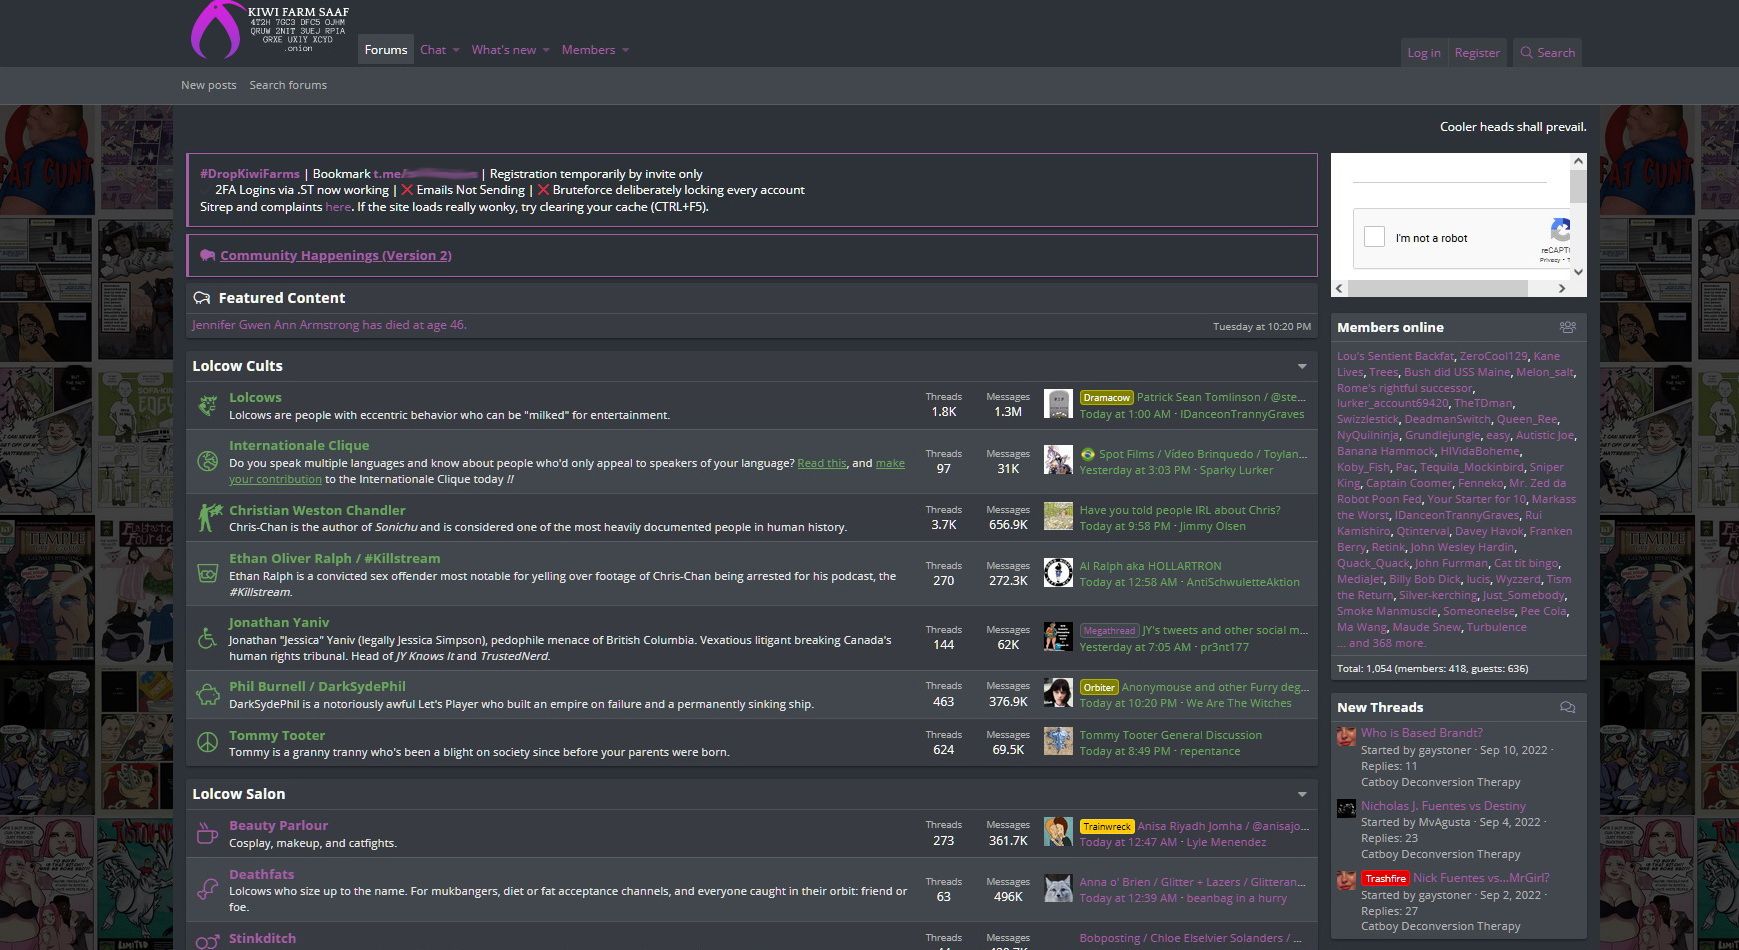 KIWI FARM SAAF
4T2H 7GC3 DFC5 OJHM
QRUW 2NIT 3UEJ RPIA
GRXE UXIY XCYD
.onion
Forums
Chat
What's new
Members
Log in
Register
Search
New posts
Search forums
Cooler heads shall prevail.
#DropKiwiFarms | Bookmark t.me/ | Registration temporarily by invite only
2FA Logins via .ST now working | ❌ Emails Not Sending | ❌ Bruteforce deliberately locking every account
Sitrep and complaints here. If the site loads really wonky, try clearing your cache (CTRL+F5).
Community Happenings (Version 2)
Featured Content
Jennifer Gwen Ann Armstrong has died at age 46.
Tuesday at 10:20 PM
Lolcow Cults
Lolcows
Lolcows are people with eccentric behavior who can be "milked" for entertainment.
Threads
1.8K
Messages
1.3M
Dramacow Patrick Sean Tomlinson / @ste...
Today at 1:00 AM · IDanceonTrannyGraves
Internationale Clique
Do you speak multiple languages and know about people who'd only appeal to speakers of your language? Read this, and make
your contribution to the Internationale Clique today !!
Threads
97
Messages
31K
Spot Films / Vídeo Brinquedo / Toylan...
Yesterday at 3:03 PM · Sparky Lurker
Christian Weston Chandler
Chris-Chan is the author of Sonichu and is considered one of the most heavily documented people in human history.
Threads
3.7K
Messages
656.9K
Have you told people IRL about Chris?
Today at 9:58 PM · Jimmy Olsen
Ethan Oliver Ralph / #Killstream
Ethan Ralph is a convicted sex offender most notable for yelling over footage of Chris-Chan being arrested for his podcast, the
#Killstream.
Threads
270
Messages
272.3K
Al Ralph aka HOLLARTRON
Today at 12:58 AM · AntiSchwuletteAktion
Jonathan Yaniv
Jonathan "Jessica" Yaniv (legally Jessica Simpson), pedophile menace of British Columbia. Vexatious litigant breaking Canada's
human rights tribunal. Head of JY Knows It and TrustedNerd.
Threads
144
Messages
62K
Megathread JY's tweets and other social m...
Yesterday at 7:05 AM · pr3nt177
Phil Burnell / DarkSydePhil
DarkSydePhil is a notoriously awful Let's Player who built an empire on failure and a permanently sinking ship.
Threads
463
Messages
376.9K
Orbiter Anonymouse and other Furry deg...
Today at 10:20 PM · We Are The Witches
Tommy Tooter
Tommy is a granny tranny who's been a blight on society since before your parents were born.
Threads
624
Messages
69.5K
Tommy Tooter General Discussion
Today at 8:49 PM · repentance
Lolcow Salon
Beauty Parlour
Cosplay, makeup, and catfights.
Threads
273
Messages
361.7K
Trainwreck Anisa Riyadh Jomha / @anisajo...
Today at 12:47 AM · Lyle Menendez
Deathfats
Lolcows who size up to the name. For mukbangers, diet or fat acceptance channels, and everyone caught in their orbit: friend or
foe.
Threads
63
Messages
496K
Anna o' Brien / Glitter + Lazers / Glitteran...
Today at 12:39 AM · beanbag in a hurry
Stinkditch
Bobposting / Chloe Elselvier Solanders / ...
I'm not a robot
reCAPT
Privacy - T
Members online
Lou's Sentient Backfat, ZeroCool129, Kane
Lives, Trees, Bush did USS Maine, Melon_salt,
Rome's rightful successor,
lurker_account69420, TheTDman,
Swizzlestick, DeadmanSwitch, Queen_Ree,
NyQuilninja, Grundlejungle, easy, Autistic Joe,
Banana Hammock, HIVidaBoheme,
Koby_Fish, Pac, Tequila_Mockinbird, Sniper
King, Captain Coomer, Fenneko, Mr. Zed da
Robot Poon Fed, Your Starter for 10, Markass
the Worst, IDanceonTrannyGraves, Rui
Kamishiro, Qtinterval, Davey Havok, Franken
Berry, Retink, John Wesley Hardin,
Quack_Quack, John Furrman, Cat tit bingo,
MediaJet, Billy Bob Dick, lucis, Wyzzerd, Tism
the Return, Silver-kerching, Just_Somebody,
Smoke Manmuscle, Someoneelse, Pee Cola,
Ma Wang, Maude Snew, Turbulence
... and 368 more.
Total: 1,054 (members: 418, guests: 636)
New Threads
Who is Based Brandt?
Started by gaystoner · Sep 10, 2022 ·
Replies: 11
Catboy Deconversion Therapy
Nicholas J. Fuentes vs Destiny
Started by MvAgusta · Sep 4, 2022 ·
Replies: 23
Catboy Deconversion Therapy
Trashfire Nick Fuentes vs...MrGirl?
Started by gaystoner · Sep 2, 2022 ·
Replies: 27
Catboy Deconversion Therapy
FAT CUNT
TEMPLE
LIMITED